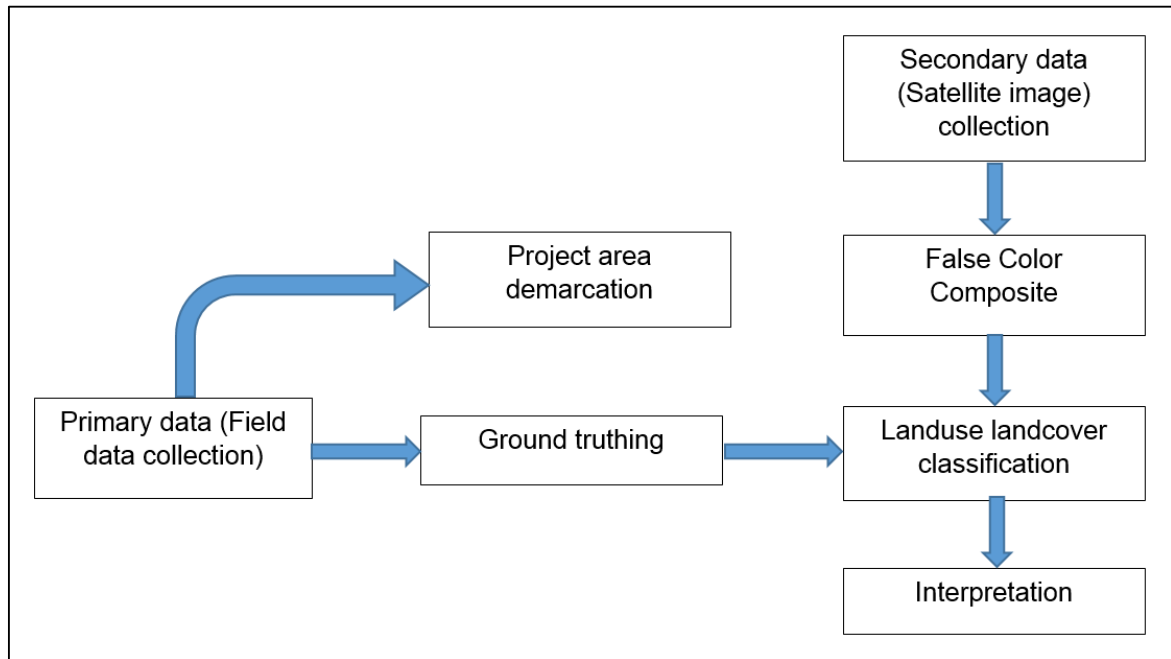 Secondary data
(Satellite image)
collection
Project area
demarcation
False Color
Composite
Primary data (Field
data collection)
Ground truthing
Landuse landcover
classification
Interpretation